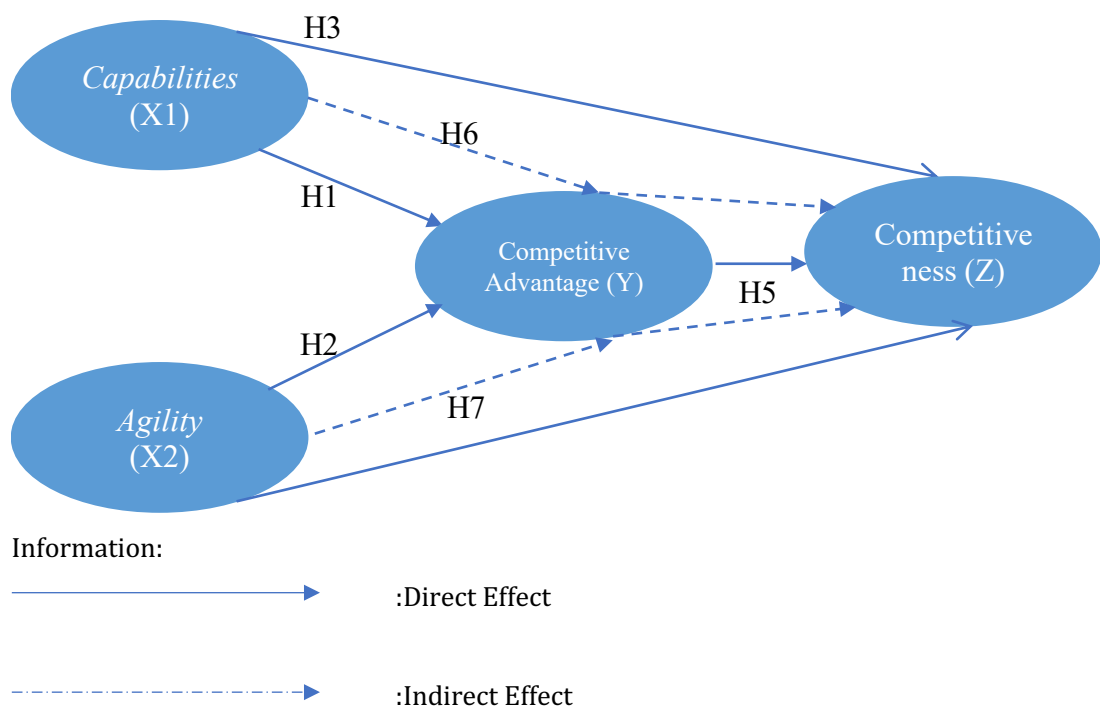 H3
Capabilities
(X1)
H6
H1
Competitive
Advantage (Y)
Competitive
ness (Z)
H5
H2
H7
Agility
(X2)
Information:
:Direct Effect
:Indirect Effect